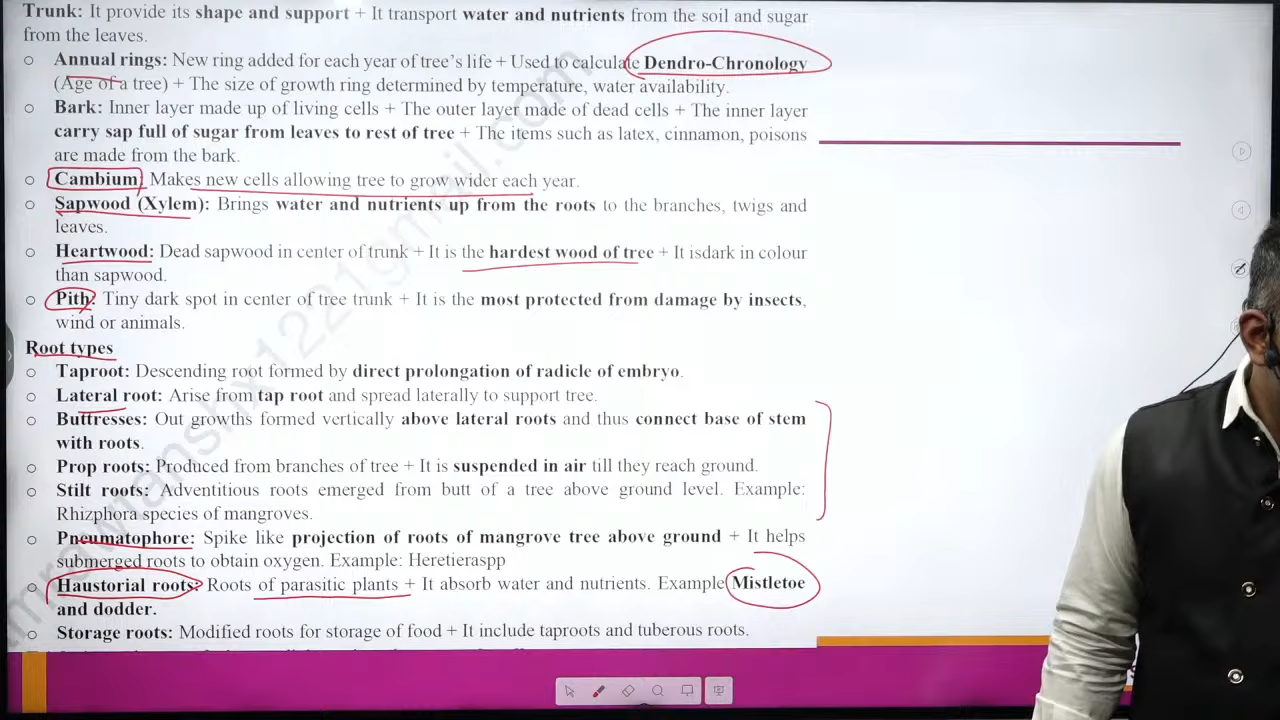 Trunk: It provide its shape and support + It transport water and nutrients from the soil and sugar
from the leaves.
o Annual rings: New ring added for each year of tree's life + Used to calculate Dendro-Chronology
(Age of a tree) + The size of growth ring determined by temperature, water availability.
o Bark: Inner layer made up of living cells + The outer layer made of dead cells + The inner layer
carry sap full of sugar from leaves to rest of tree + The items such as latex, cinnamon, poisons
are made from the bark.
o Cambium: Makes new cells allowing tree to grow wider each year.
o Sapwood (Xylem): Brings water and nutrients up from the roots to the branches, twigs and
leaves.
o Heartwood: Dead sapwood in center of trunk + It is the hardest wood of tree + It isdark in colour
than sapwood.
o Pith: Tiny dark spot in center of tree trunk + It is the most protected from damage by insects,
wind or animals.
Root types
o Taproot: Descending root formed by direct prolongation of radicle of embryo.
o Lateral root: Arise from tap root and spread laterally to support tree.
o Buttresses: Out growths formed vertically above lateral roots and thus connect base of stem
with roots.
o Prop roots: Produced from branches of tree + It is suspended in air till they reach ground.
o Stilt roots: Adventitious roots emerged from butt of a tree above ground level. Example:
Rhizphora species of mangroves.
o Pneumatophore: Spike like projection of roots of mangrove tree above ground + It helps
submerged roots to obtain oxygen. Example: Heretieraspp
o Haustorial roots: Roots of parasitic plants + It absorb water and nutrients. Example Mistletoe
and dodder.
o Storage roots: Modified roots for storage of food + It include taproots and tuberous roots.